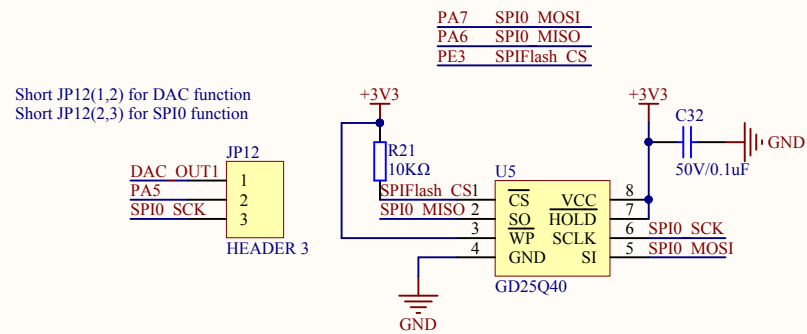 PA7 SPI0_MOSI
PA6 SPI0_MISO
PE3 SPIFlash_CS
Short JP12(1,2) for DAC function
Short JP12(2,3) for SPI0 function
+3V3
+3V3
C32
GND
50V/0.1uF
R21
10KΩ
JP12
DAC_OUT1 1
PA5 2
SPI0_SCK 3
HEADER 3
U5
SPIFlash_CS 1 CS VCC 8
SPI0_MISO 2 SO HOLD 7
3 WP SCLK 6 SPI0_SCK
4 GND SI 5 SPI0_MOSI
GD25Q40
GND